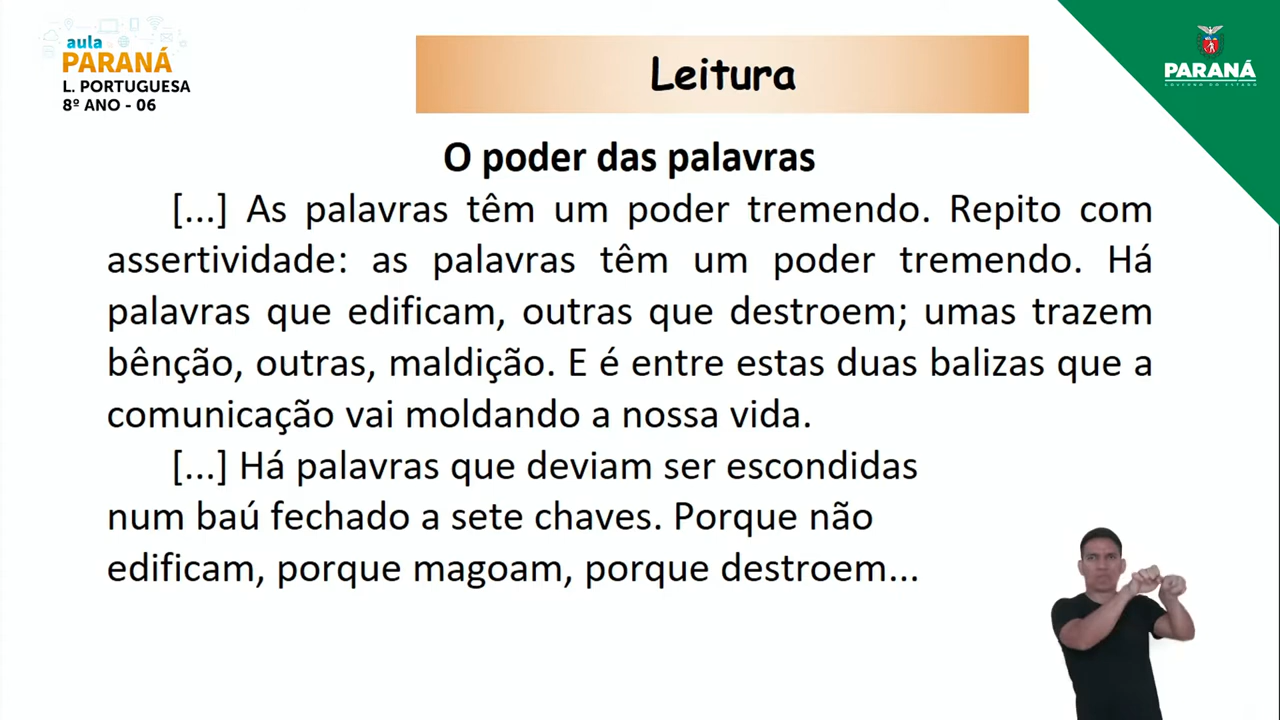 aula
PARANÁ
L. PORTUGUESA
8º ANO - 06
Leitura
PARANÁ
GOVERNO DO ESTADO
O poder das palavras
[...] As palavras têm um poder tremendo. Repito com
assertividade: as palavras têm um poder tremendo. Há
palavras que edificam, outras que destroem; umas trazem
bênção, outras, maldição. E é entre estas duas balizas que a
comunicação vai moldando a nossa vida.
[...] Há palavras que deviam ser escondidas
num baú fechado a sete chaves. Porque não
edificam, porque magoam, porque destroem...